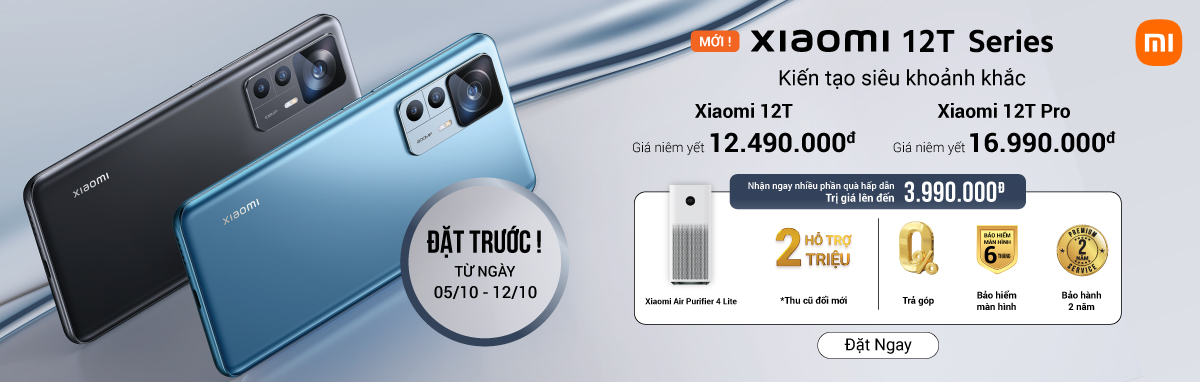 MỚI !
xιaomι 12T Series
mi
Kiến tạo siêu khoảnh khắc
Xiaomi 12T
Giá niêm yết 12.490.000đ
Xiaomi 12T Pro
Giá niêm yết 16.990.000đ
xiaomi
xiaomi
200MP
ĐẶT TRƯỚC !
TỪ NGÀY
05/10 - 12/10
Nhận ngay nhiều phần quà hấp dẫn
Trị giá lên đến
3.990.000Đ
Xiaomi Air Purifier 4 Lite
2 HỖ TRỢ
TRIỆU
*Thu cũ đổi mới
0%
Trả góp
BẢO HIỂM
MÀN HÌNH
6 THÁNG
Bảo hiểm
màn hình
PREMIUM
2
NĂM
SERVICE
Bảo hành
2 năm
Đặt Ngay